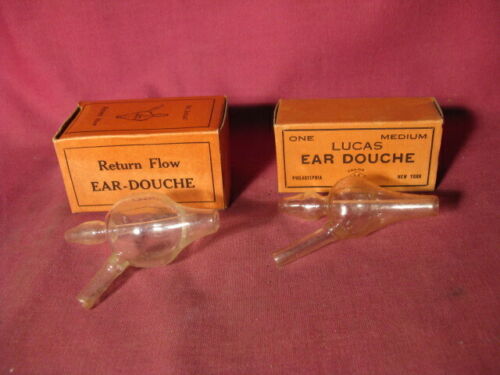 Return Flow
EAR-DOUCHE
ONE MEDIUM
LUCAS
EAR DOUCHE
PHILADELPHIA NEW YORK